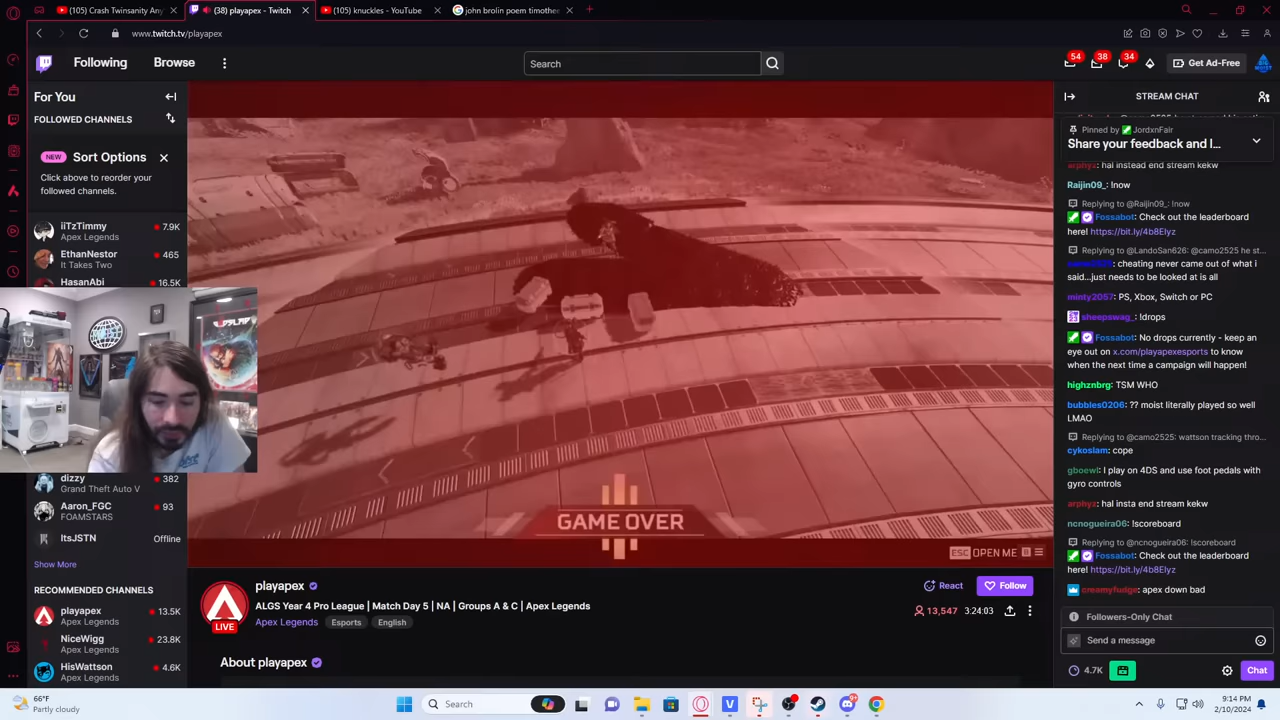 (105) Crash Twinsanity Any
(38) playapex - Twitch
(105) knuckles - YouTube
john brolin poem timothee
www.twitch.tv/playapex
Following
Browse
Search
54
38
34
Get Ad-Free
For You
FOLLOWED CHANNELS
NEW
Sort Options
Click above to reorder
your followed channels.
iiTzTimmy
7.9K
Apex Legends
EthanNestor
465
It Takes Two
HasanAbi
16.5K
dizzy
382
Grand Theft Auto V
Aaron_FGC
93
FOAMSTARS
ItsJSTN
Offline
Show More
RECOMMENDED CHANNELS
playapex
13.5K
Apex Legends
NiceWigg
23.8K
Apex Legends
HisWattson
4.6K
Apex Legends
GAME OVER
ESC OPEN ME
LIVE
playapex
React
Follow
ALGS Year 4 Pro League | Match Day 5 | NA | Groups A & C | Apex Legends
Apex Legends
Esports
English
13,547
3:24:03
About playapex
STREAM CHAT
Pinned by JordxnFair
Share your feedback and l...
arphyz: hal instead end stream kekw
Raijin09_: !now
Replying to @Raijin09_: !now
Fossabot: Check out the leaderboard
here! https://bit.ly/4b8Elyz
Replying to @LandoSan626: @camo2525 he st...
: cheating never came out of what i
said...just needs to be looked at is all
minty2057: PS, Xbox, Switch or PC
sheepswag_: !drops
Fossabot: No drops currently - keep an
eye out on x.com/playapexesports to know
when the next time a campaign will happen!
highznbrg: TSM WHO
bubbles0206: ?? moist literally played so well
LMAO
Replying to @camo2525: wattson tracking thro...
cykoslam: cope
gboewl: I play on 4DS and use foot pedals with
gyro controls
arphyz: hal insta end stream kekw
ncnogueira06: !scoreboard
Replying to @ncnogueira06: !scoreboard
Fossabot: Check out the leaderboard
here! https://bit.ly/4b8Elyz
creamyfudge: apex down bad
Followers-Only Chat
Send a message
4.7K
Chat
66°F
Partly cloudy
Search
9:14 PM
2/10/2024